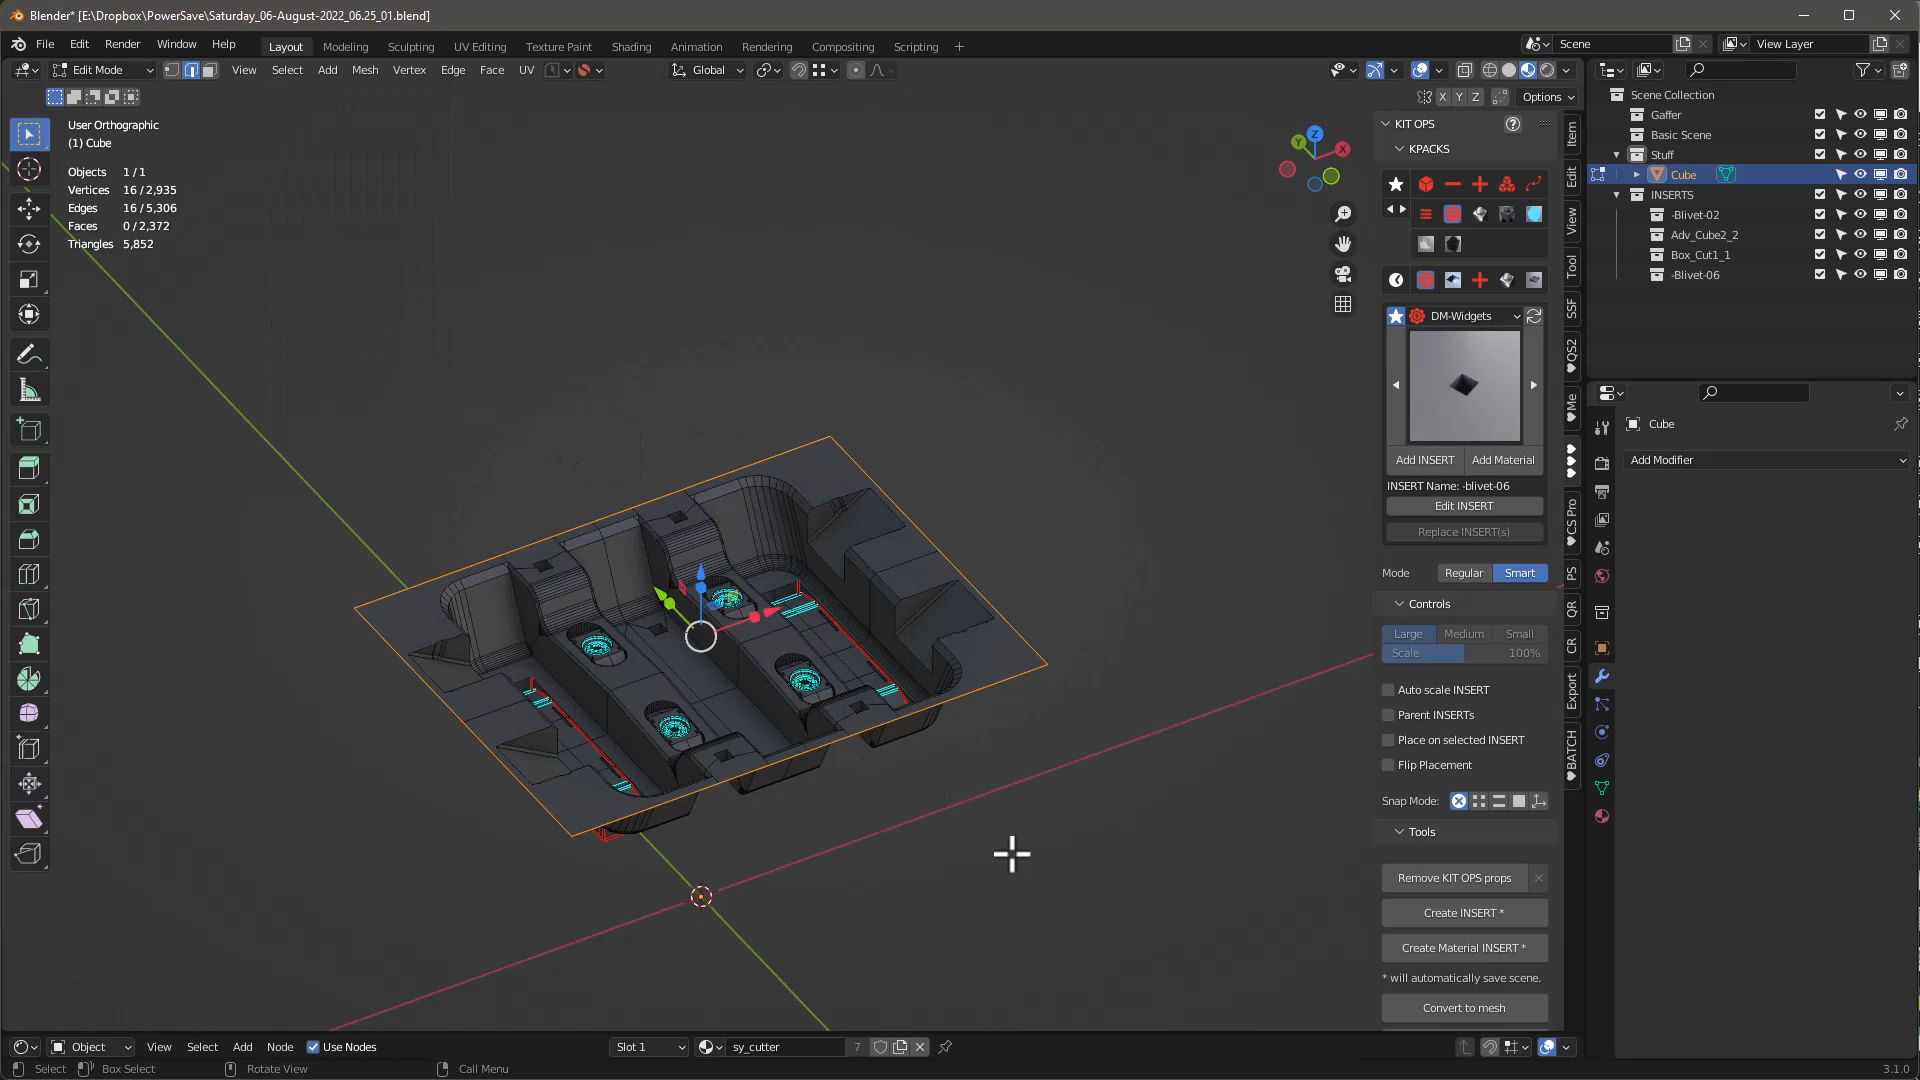 Blender* [E:\Dropbox\PowerSave\Saturday_06-August-2022_06.25_01.blend]
File Edit Render Window Help Layout Modeling Sculpting UV Editing Texture Paint Shading Animation Rendering Compositing Scripting Scene View Layer
Edit Mode View Select Add Mesh Vertex Edge Face UV Global
X Y Z Options
User Orthographic
(1) Cube
Objects 1 / 1
Vertices 16 / 2,935
Edges 16 / 5,306
Faces 0 / 2,372
Triangles 5,852
Z
Y
X
KIT OPS
KPACKS
DM-Widgets
Add INSERT Add Material
INSERT Name: -blivet-06
Edit INSERT
Replace INSERT(s)
Mode Regular Smart
Controls
Large Medium Small
Scale 100%
Auto scale INSERT
Parent INSERTs
Place on selected INSERT
Flip Placement
Snap Mode:
Tools
Remove KIT OPS props
Create INSERT *
Create Material INSERT *
* will automatically save scene.
Convert to mesh
Item
Edit
View
Tool
SSF
QS2
Me
CS Pro
PS
QR
CR
Export
BATCH
Scene Collection
Gaffer
Basic Scene
Stuff
Cube
INSERTS
-Blivet-02
Adv_Cube2_2
Box_Cut1_1
-Blivet-06
Cube
Add Modifier
Object View Select Add Node Use Nodes Slot 1 sy_cutter 7
Select Box Select Rotate View Call Menu 3.1.0